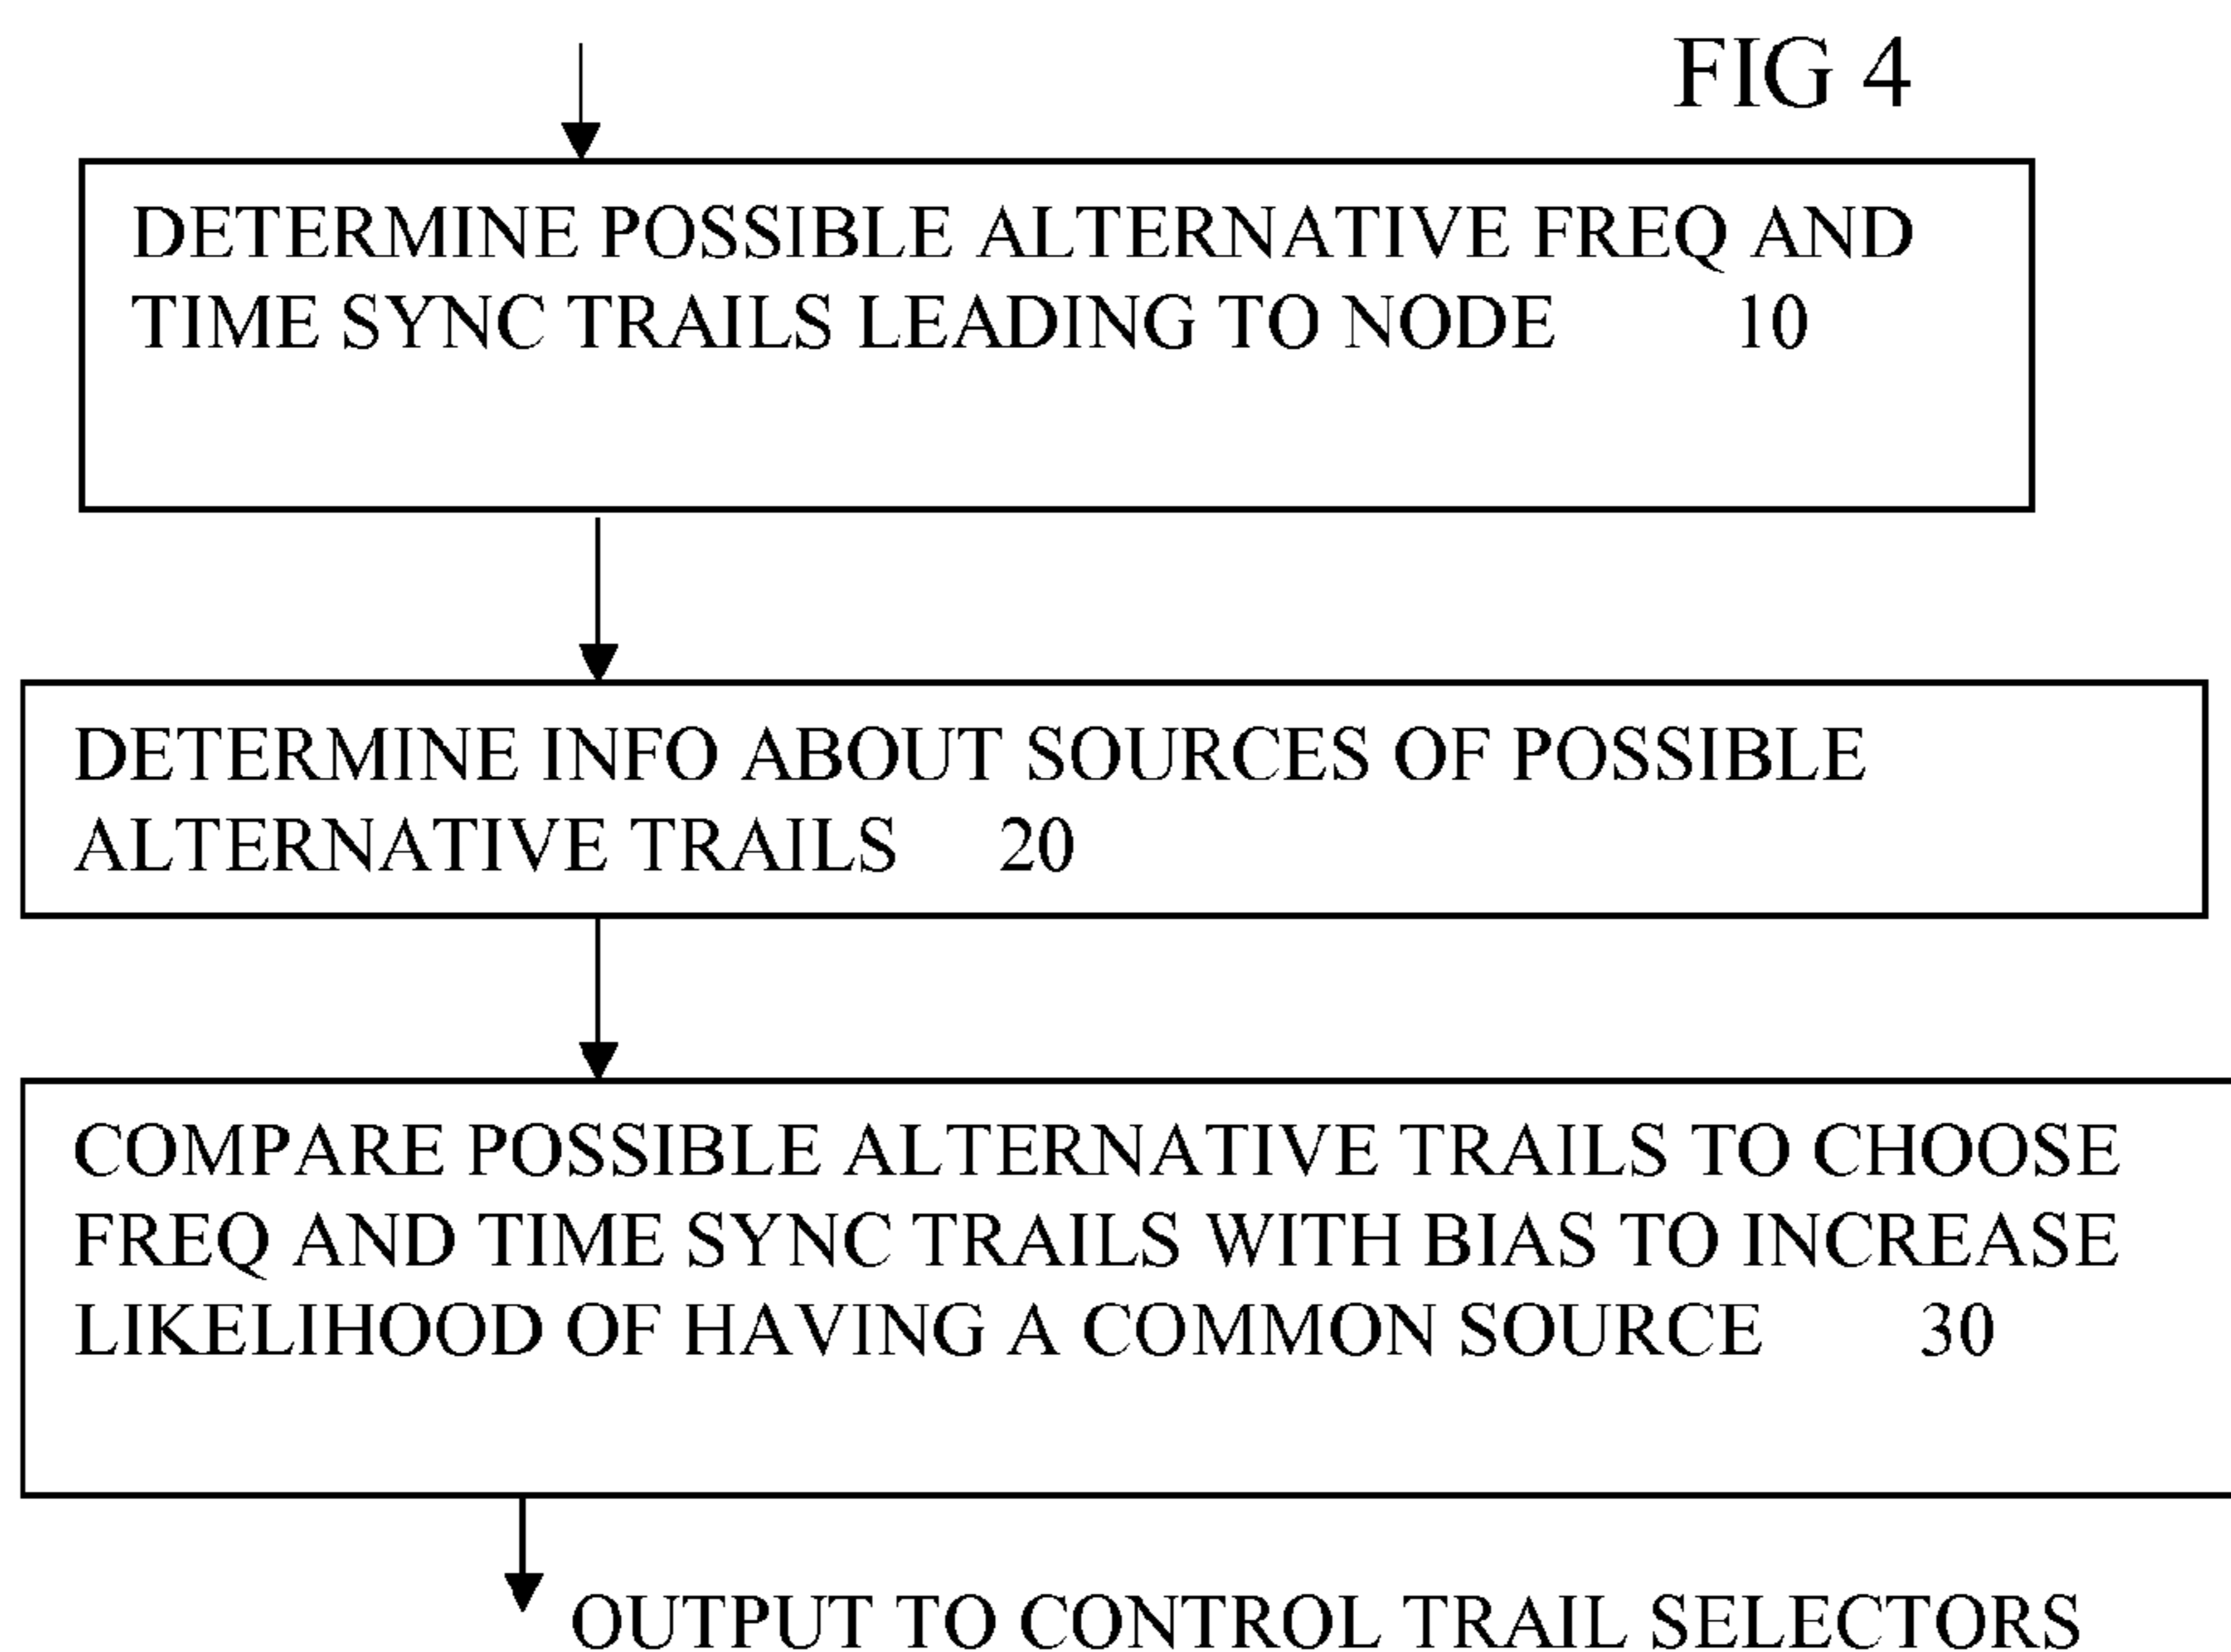 FIG 4
DETERMINE POSSIBLE ALTERNATIVE FREQ AND
TIME SYNC TRAILS LEADING TO NODE 10
DETERMINE INFO ABOUT SOURCES OF POSSIBLE
ALTERNATIVE TRAILS 20
COMPARE POSSIBLE ALTERNATIVE TRAILS TO CHOOSE
FREQ AND TIME SYNC TRAILS WITH BIAS TO INCREASE
LIKELIHOOD OF HAVING A COMMON SOURCE 30
OUTPUT TO CONTROL TRAIL SELECTORS